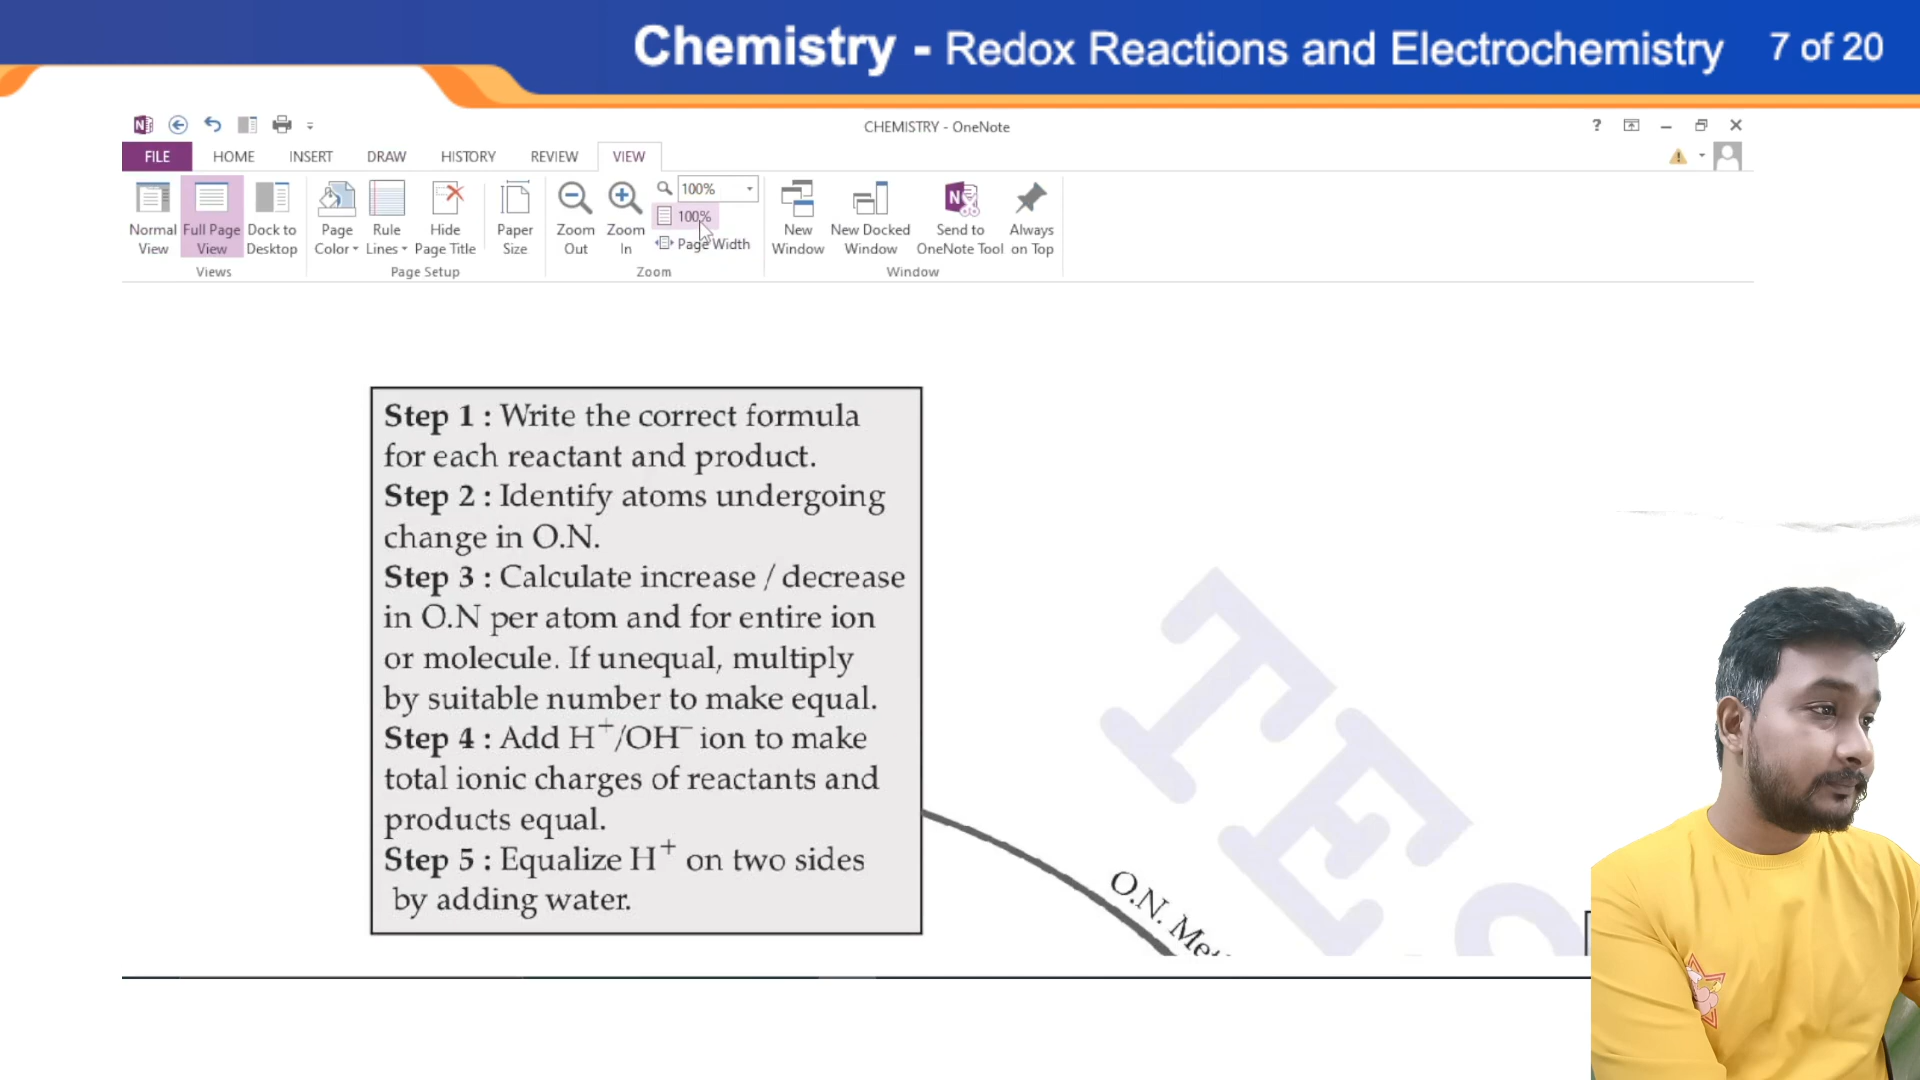 Chemistry - Redox Reactions and Electrochemistry 7 of 20
CHEMISTRY - OneNote
FILE HOME INSERT DRAW HISTORY REVIEW VIEW
Normal View
Full Page View
Dock to Desktop
Views
Page Color
Rule Lines
Hide Page Title
Paper Size
Page Setup
Zoom Out
Zoom In
100%
100%
Page Width
Zoom
New Window
New Docked Window
Send to OneNote Tool
Always on Top
Window
Step 1 : Write the correct formula
for each reactant and product.
Step 2 : Identify atoms undergoing
change in O.N.
Step 3 : Calculate increase / decrease
in O.N per atom and for entire ion
or molecule. If unequal, multiply
by suitable number to make equal.
Step 4 : Add H⁺/OH⁻ ion to make
total ionic charges of reactants and
products equal.
Step 5 : Equalize H⁺ on two sides
by adding water.
O.N.
TE